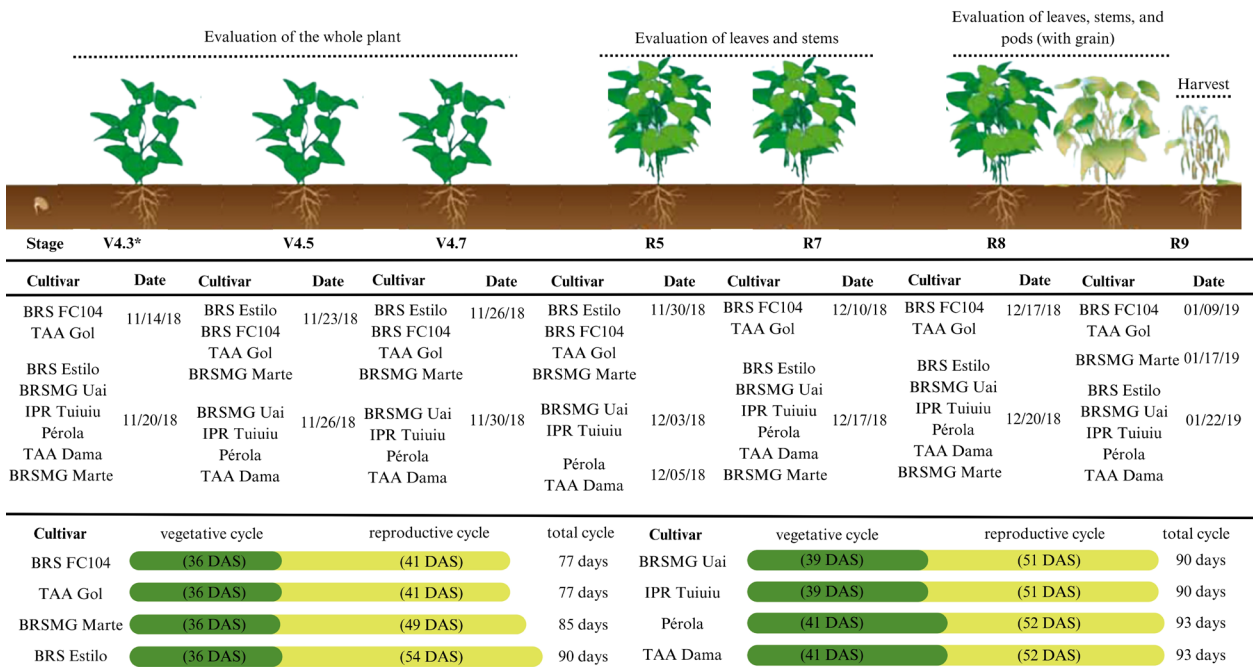 Evaluation of the whole plant
Evaluation of leaves and stems
Evaluation of leaves, stems, and
pods (with grain)
Harvest
Stage V4.3* V4.5 V4.7 R5 R7 R8 R9
Cultivar Date Cultivar Date Cultivar Date Cultivar Date Cultivar Date Cultivar Date Cultivar Date
BRS FC104
TAA Gol
11/14/18
BRS Estilo
BRSMG Uai
IPR Tuiuiu
Pérola
TAA Dama
BRSMG Marte
11/20/18
BRS Estilo
BRS FC104
TAA Gol
BRSMG Marte
11/23/18
BRSMG Uai
IPR Tuiuiu
Pérola
TAA Dama
11/26/18
BRS Estilo
BRS FC104
TAA Gol
BRSMG Marte
11/26/18
BRSMG Uai
IPR Tuiuiu
Pérola
TAA Dama
11/30/18
BRS Estilo
BRS FC104
TAA Gol
BRSMG Marte
11/30/18
BRSMG Uai
IPR Tuiuiu
12/03/18
Pérola
TAA Dama
12/05/18
BRS FC104
TAA Gol
12/10/18
BRS Estilo
BRSMG Uai
IPR Tuiuiu
Pérola
TAA Dama
BRSMG Marte
12/17/18
BRS FC104
TAA Gol
12/17/18
BRS Estilo
BRSMG Uai
IPR Tuiuiu
Pérola
TAA Dama
BRSMG Marte
12/20/18
BRS FC104
TAA Gol
01/09/19
BRSMG Marte 01/17/19
BRS Estilo
BRSMG Uai
IPR Tuiuiu
Pérola
TAA Dama
01/22/19
Cultivar vegetative cycle reproductive cycle total cycle
BRS FC104 (36 DAS) (41 DAS) 77 days
TAA Gol (36 DAS) (41 DAS) 77 days
BRSMG Marte (36 DAS) (49 DAS) 85 days
BRS Estilo (36 DAS) (54 DAS) 90 days
Cultivar vegetative cycle reproductive cycle total cycle
BRSMG Uai (39 DAS) (51 DAS) 90 days
IPR Tuiuiu (39 DAS) (51 DAS) 90 days
Pérola (41 DAS) (52 DAS) 93 days
TAA Dama (41 DAS) (52 DAS) 93 days